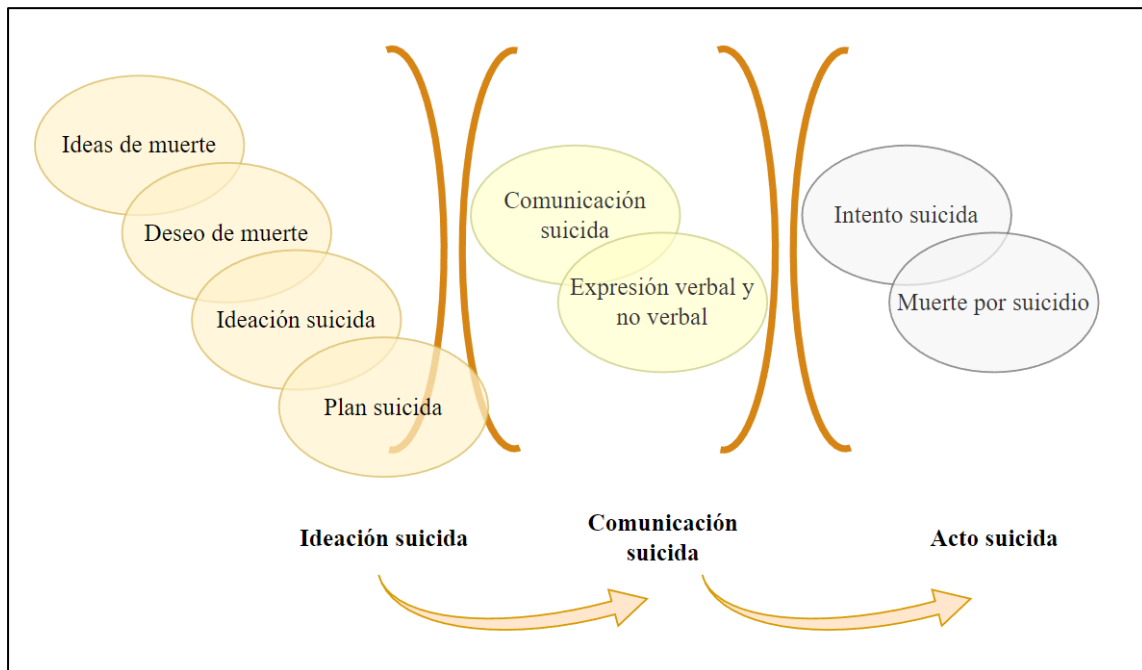 Ideas de muerte
Deseo de muerte
Ideación suicida
Plan suicida
Comunicación
suicida
Expresión verbal y
no verbal
Intento suicida
Muerte por suicidio
Ideación suicida
Comunicación
suicida
Acto suicida